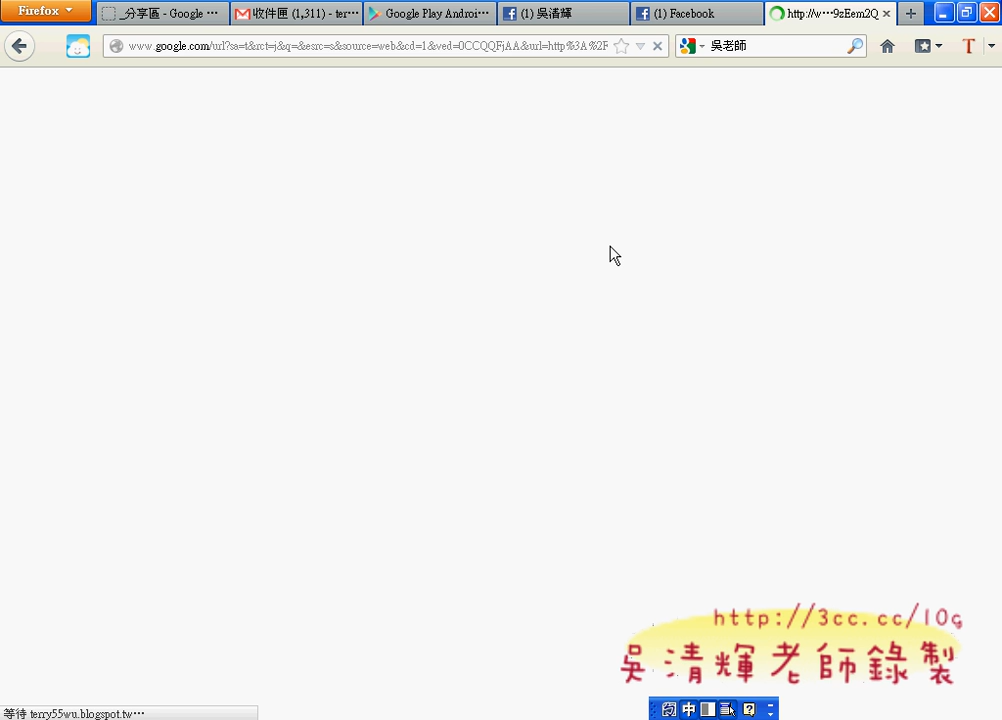 Firefox
_分享區 - Google ...
收件匣 (1,311) - ter...
Google Play Androi...
(1) 吳清輝
(1) Facebook
http://w...9zEem2Q
www.google.com/url?sa=t&rct=j&q=&esrc=s&source=web&cd=1&ved=0CCQQFjAA&url=http%3A%2F
吳老師
http://3cc.cc/10g
吳清輝老師錄製
中
等待 terry55wu.blogspot.tw...